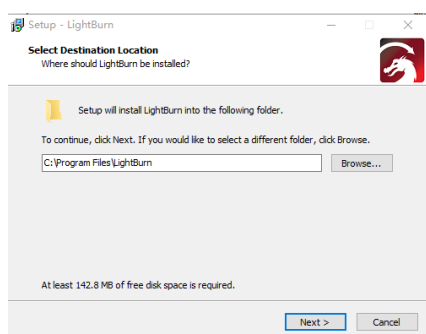 Setup - LightBurn
Select Destination Location
Where should LightBurn be installed?
Setup will install LightBurn into the following folder.
To continue, click Next. If you would like to select a different folder, click Browse.
C:\Program Files\LightBurn
Browse...
At least 142.8 MB of free disk space is required.
Next >
Cancel